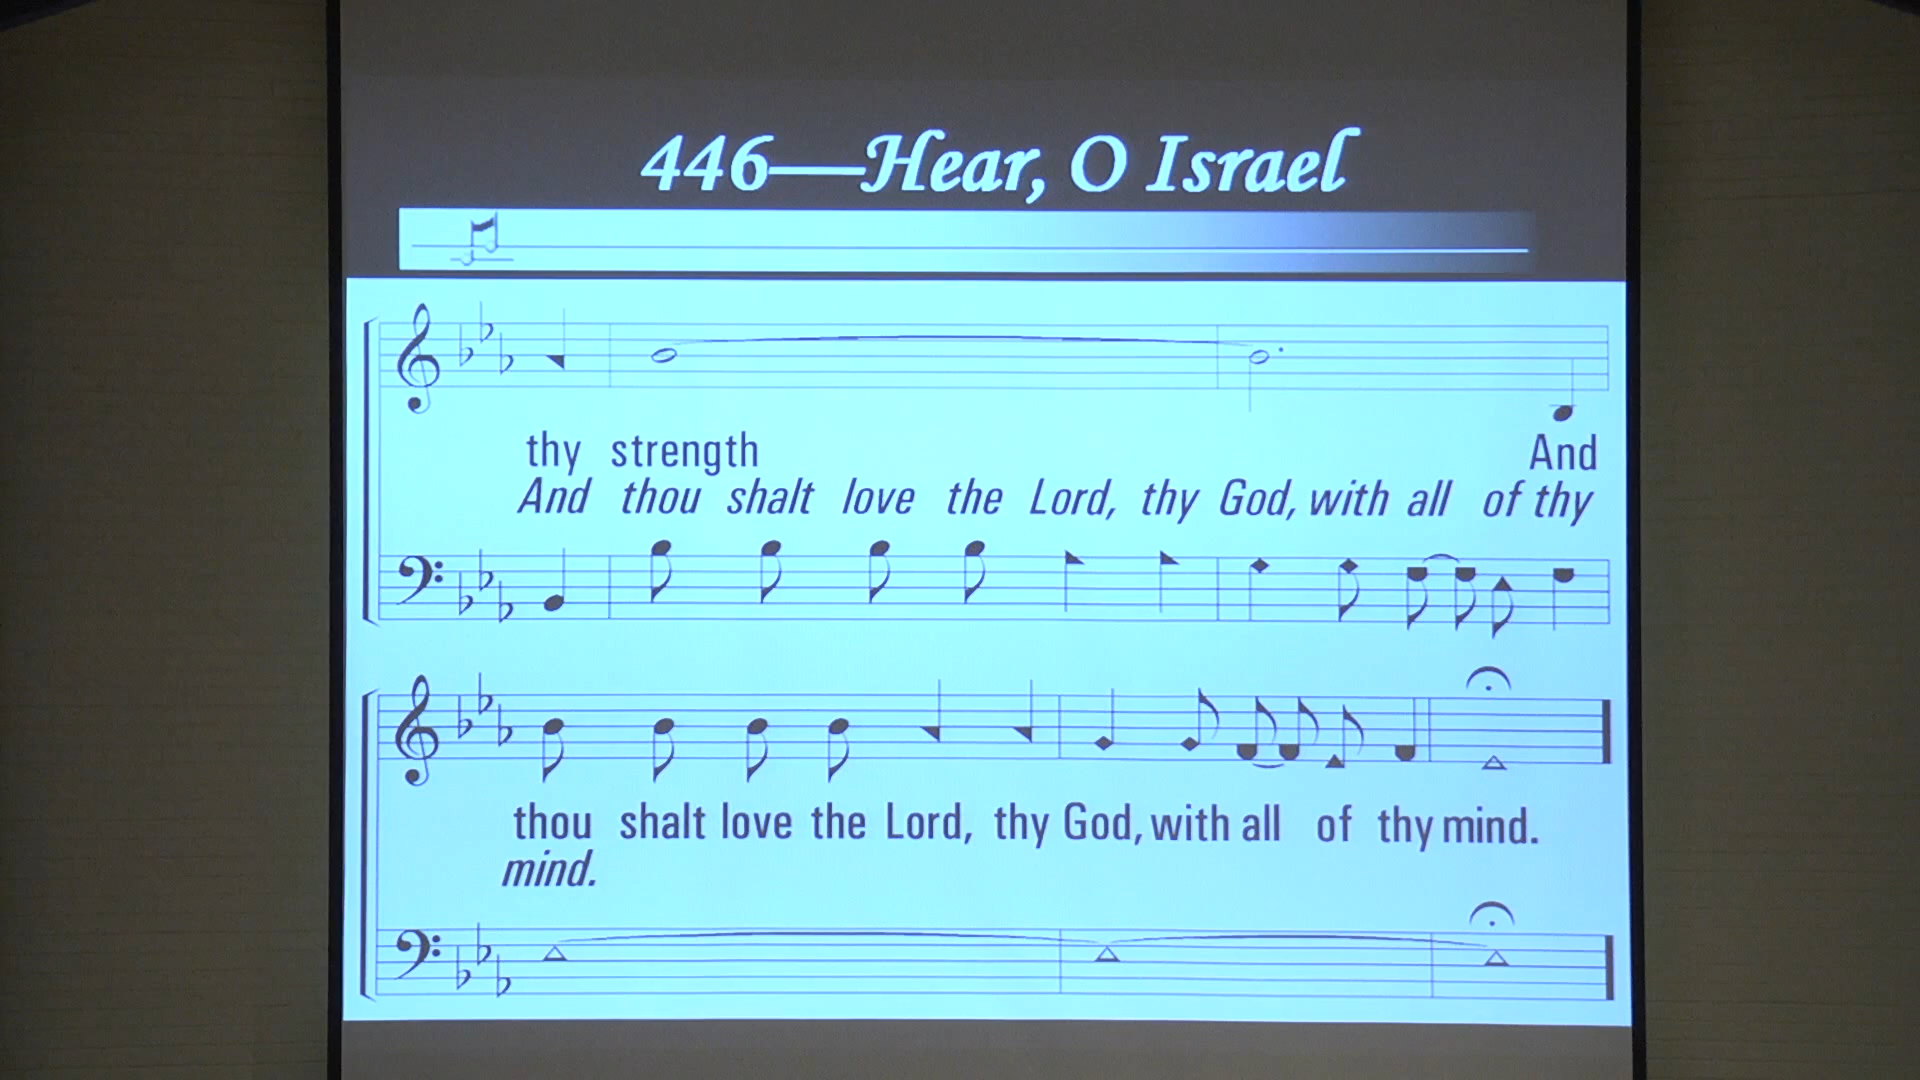 446—Hear, O Israel
thy strength And
And thou shalt love the Lord, thy God, with all of thy
thou shalt love the Lord, thy God, with all of thy mind.
mind.